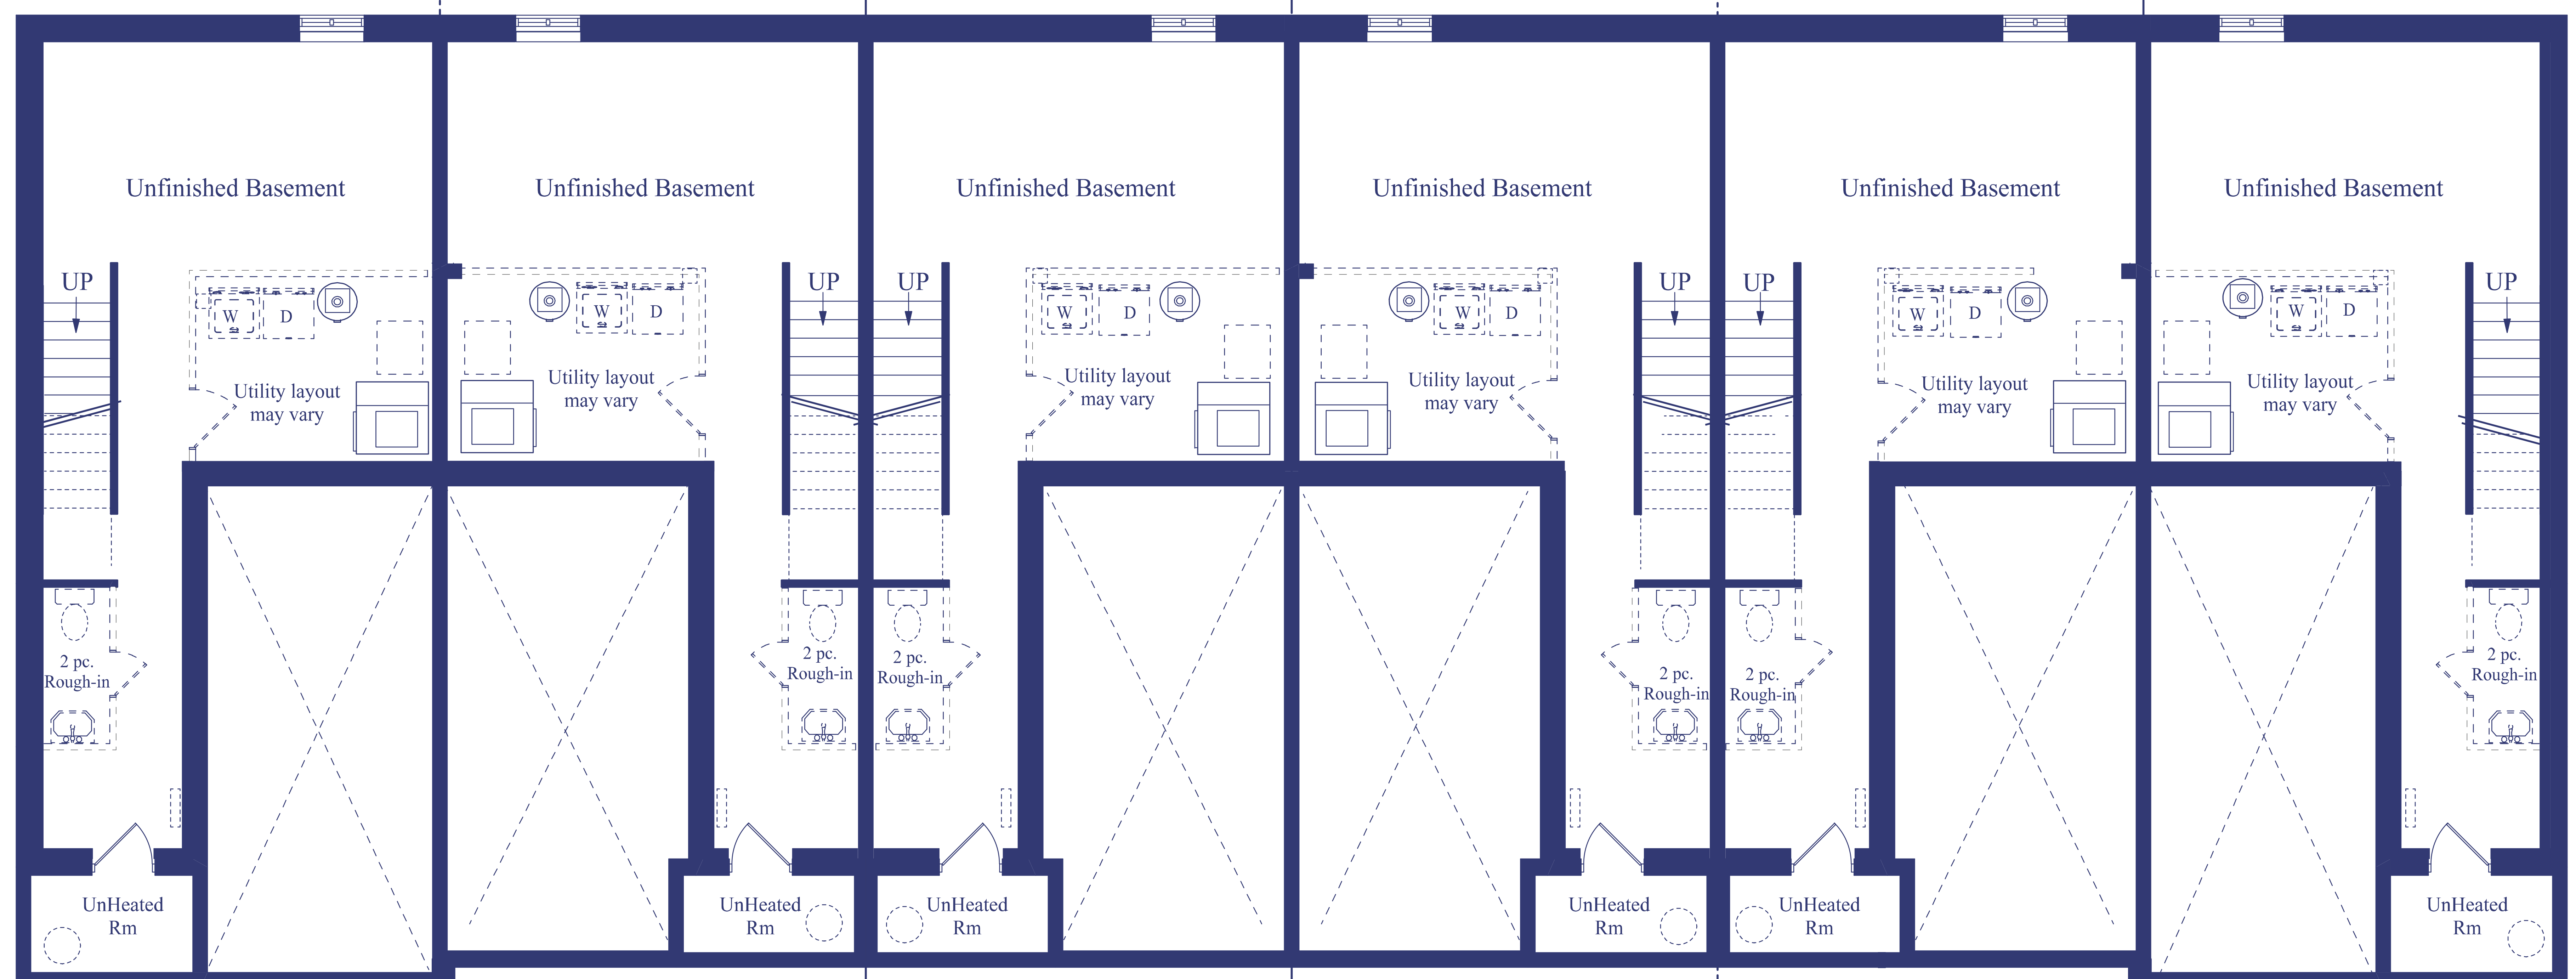 Unfinished Basement
Unfinished Basement
Unfinished Basement
Unfinished Basement
Unfinished Basement
Unfinished Basement
UP
UP
UP
UP
UP
UP
W
D
W
D
W
D
W
D
W
D
W
D
Utility layout
may vary
Utility layout
may vary
Utility layout
may vary
Utility layout
may vary
Utility layout
may vary
Utility layout
may vary
2 pc.
Rough-in
2 pc.
Rough-in
2 pc.
Rough-in
2 pc.
Rough-in
2 pc.
Rough-in
2 pc.
Rough-in
UnHeated
Rm
UnHeated
Rm
UnHeated
Rm
UnHeated
Rm
UnHeated
Rm
UnHeated
Rm